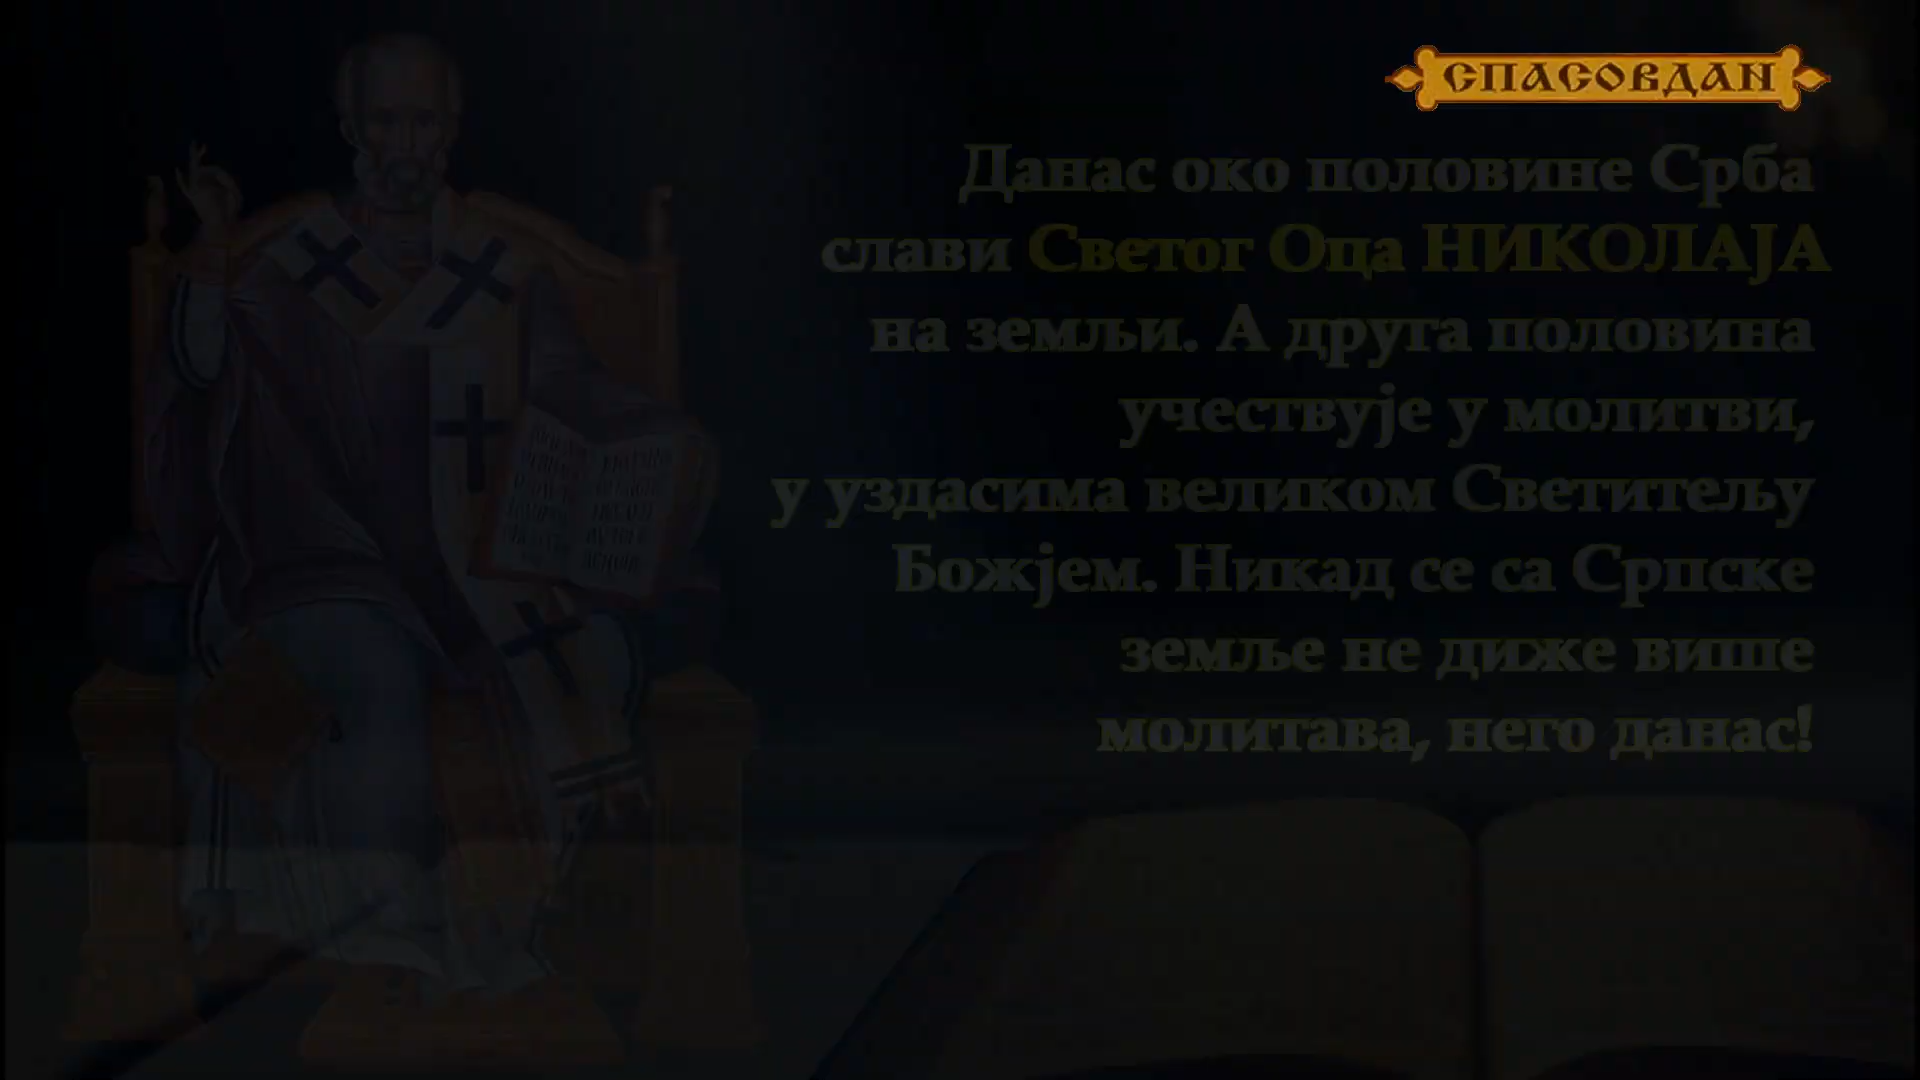 СПАСОВДАН
Данас око половине Срба
слави Светог Оца НИКОЛАЈА
на земљи. А друга половина
учествује у молитви,
у уздасима великом Светитељу
Божјем. Никад се са Српске
земље не диже више
молитава, него данас!